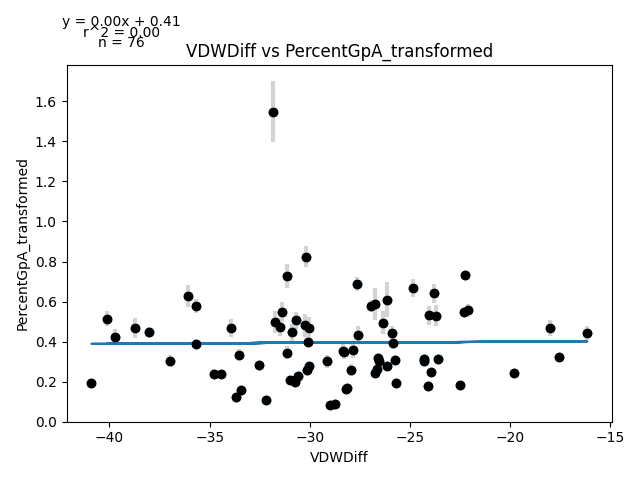 y = 0.00x + 0.41
r^2 = 0.00
n = 76
VDWDiff vs PercentGpA_transformed
PercentGpA_transformed
1.6
1.4
1.2
1.0
0.8
0.6
0.4
0.2
0.0
−40 −35 −30 −25 −20 −15
VDWDiff